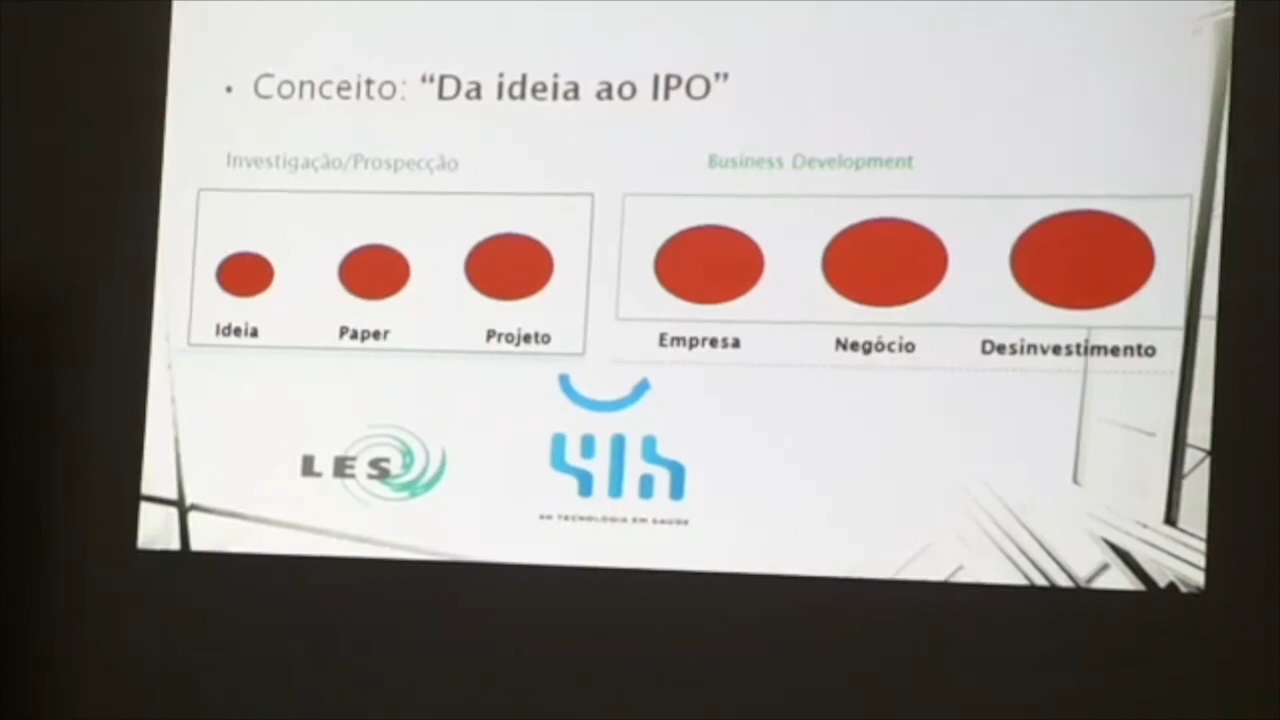 • Conceito: “Da ideia ao IPO”
Investigação/Prospecção
Business Development
Ideia
Paper
Projeto
Empresa
Negócio
Desinvestimento
LES
TECNOLOGIA EM SAÚDE